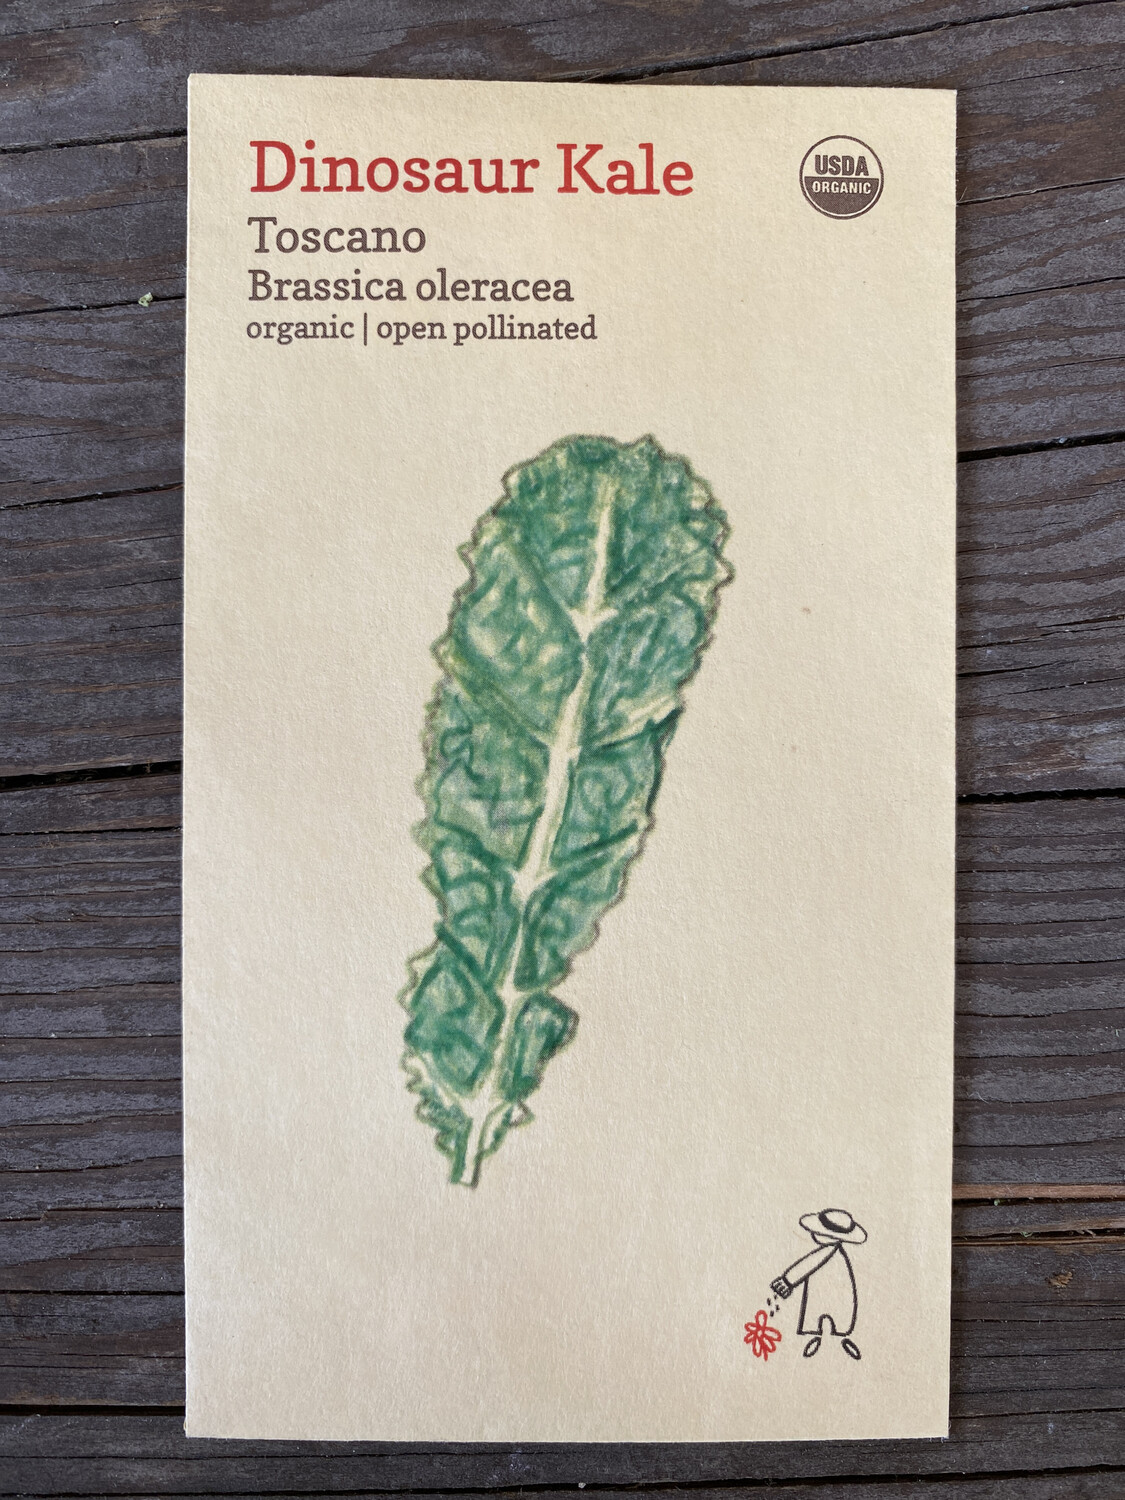 Dinosaur Kale
USDA
ORGANIC
Toscano
Brassica oleracea
organic | open pollinated